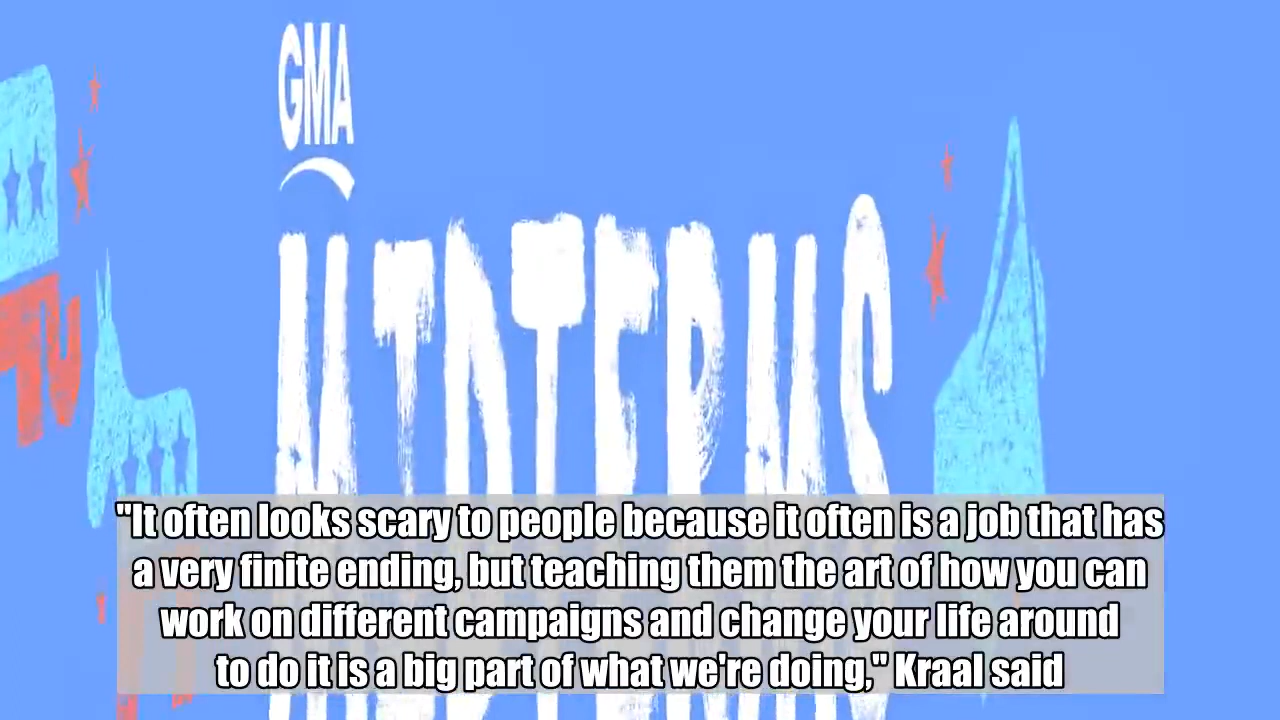 GMA
MIDTERMS
"It often looks scary to people because it often is a job that has
a very finite ending, but teaching them the art of how you can
work on different campaigns and change your life around
to do it is a big part of what we're doing," Kraal said